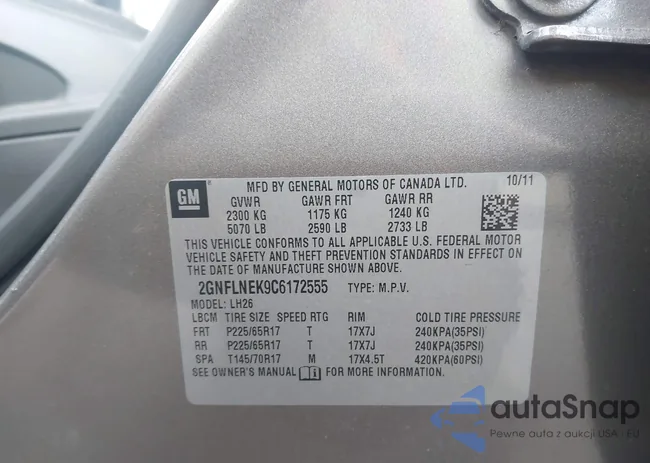 GM
MFD BY GENERAL MOTORS OF CANADA LTD. 10/11
GVWR GAWR FRT GAWR RR
2300 KG 1175 KG 1240 KG
5070 LB 2590 LB 2733 LB
THIS VEHICLE CONFORMS TO ALL APPLICABLE U.S. FEDERAL MOTOR
VEHICLE SAFETY AND THEFT PREVENTION STANDARDS IN EFFECT ON
THE DATE OF MANUFACTURE SHOWN ABOVE.
2GNFLNEK9C6172555 TYPE: M.P.V.
MODEL: LH26
LBCM TIRE SIZE SPEED RTG RIM COLD TIRE PRESSURE
FRT P225/65R17 T 17X7J 240KPA(35PSI)
RR P225/65R17 T 17X7J 240KPA(35PSI)
SPA T145/70R17 M 17X4.5T 420KPA(60PSI)
SEE OWNER'S MANUAL i FOR MORE INFORMATION.
autaSnap
Pewne auta z aukcji USA i EU